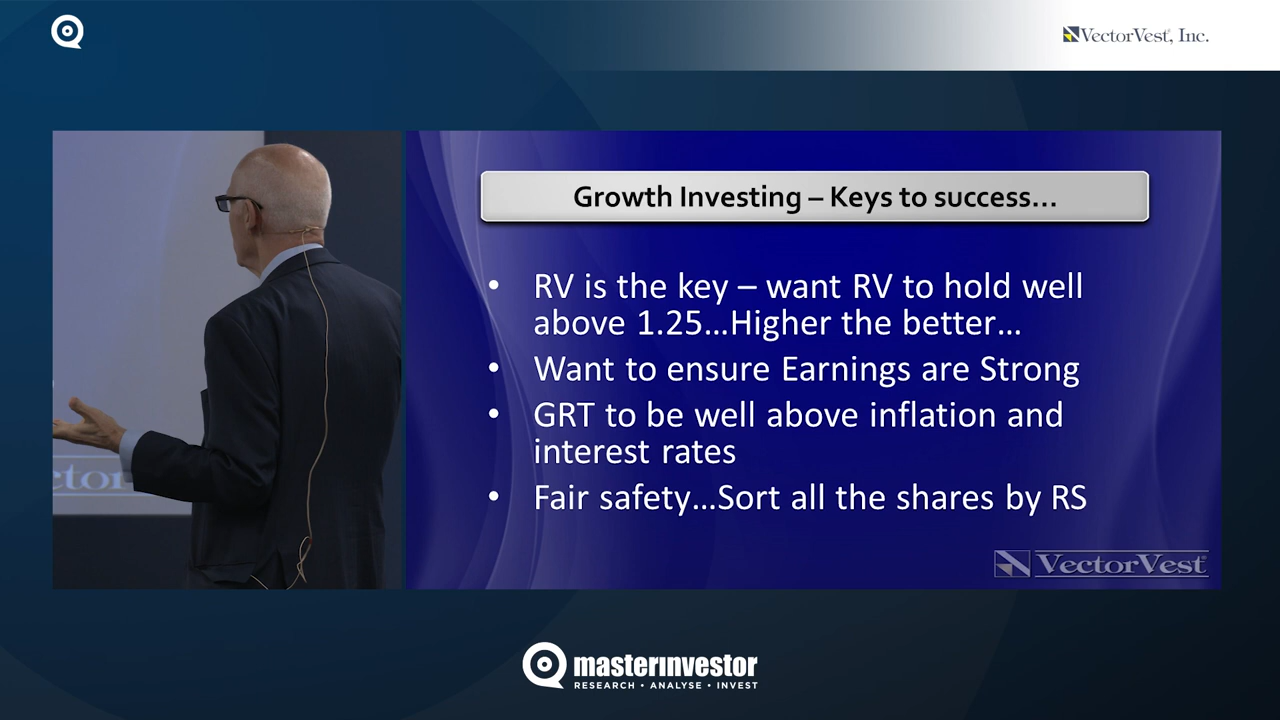 VectorVest, Inc.
Growth Investing – Keys to success...
• RV is the key – want RV to hold well
above 1.25...Higher the better...
• Want to ensure Earnings are Strong
• GRT to be well above inflation and
interest rates
• Fair safety...Sort all the shares by RS
ctor
VectorVest
masterinvestor
RESEARCH • ANALYSE • INVEST